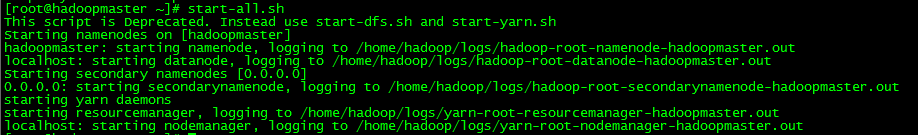 [root@hadoopmaster ~]# start-all.sh
This script is Deprecated. Instead use start-dfs.sh and start-yarn.sh
Starting namenodes on [hadoopmaster]
hadoopmaster: starting namenode, logging to /home/hadoop/logs/hadoop-root-namenode-hadoopmaster.out
localhost: starting datanode, logging to /home/hadoop/logs/hadoop-root-datanode-hadoopmaster.out
Starting secondary namenodes [0.0.0.0]
0.0.0.0: starting secondarynamenode, logging to /home/hadoop/logs/hadoop-root-secondarynamenode-hadoopmaster.out
starting yarn daemons
starting resourcemanager, logging to /home/hadoop/logs/yarn-root-resourcemanager-hadoopmaster.out
localhost: starting nodemanager, logging to /home/hadoop/logs/yarn-root-nodemanager-hadoopmaster.out